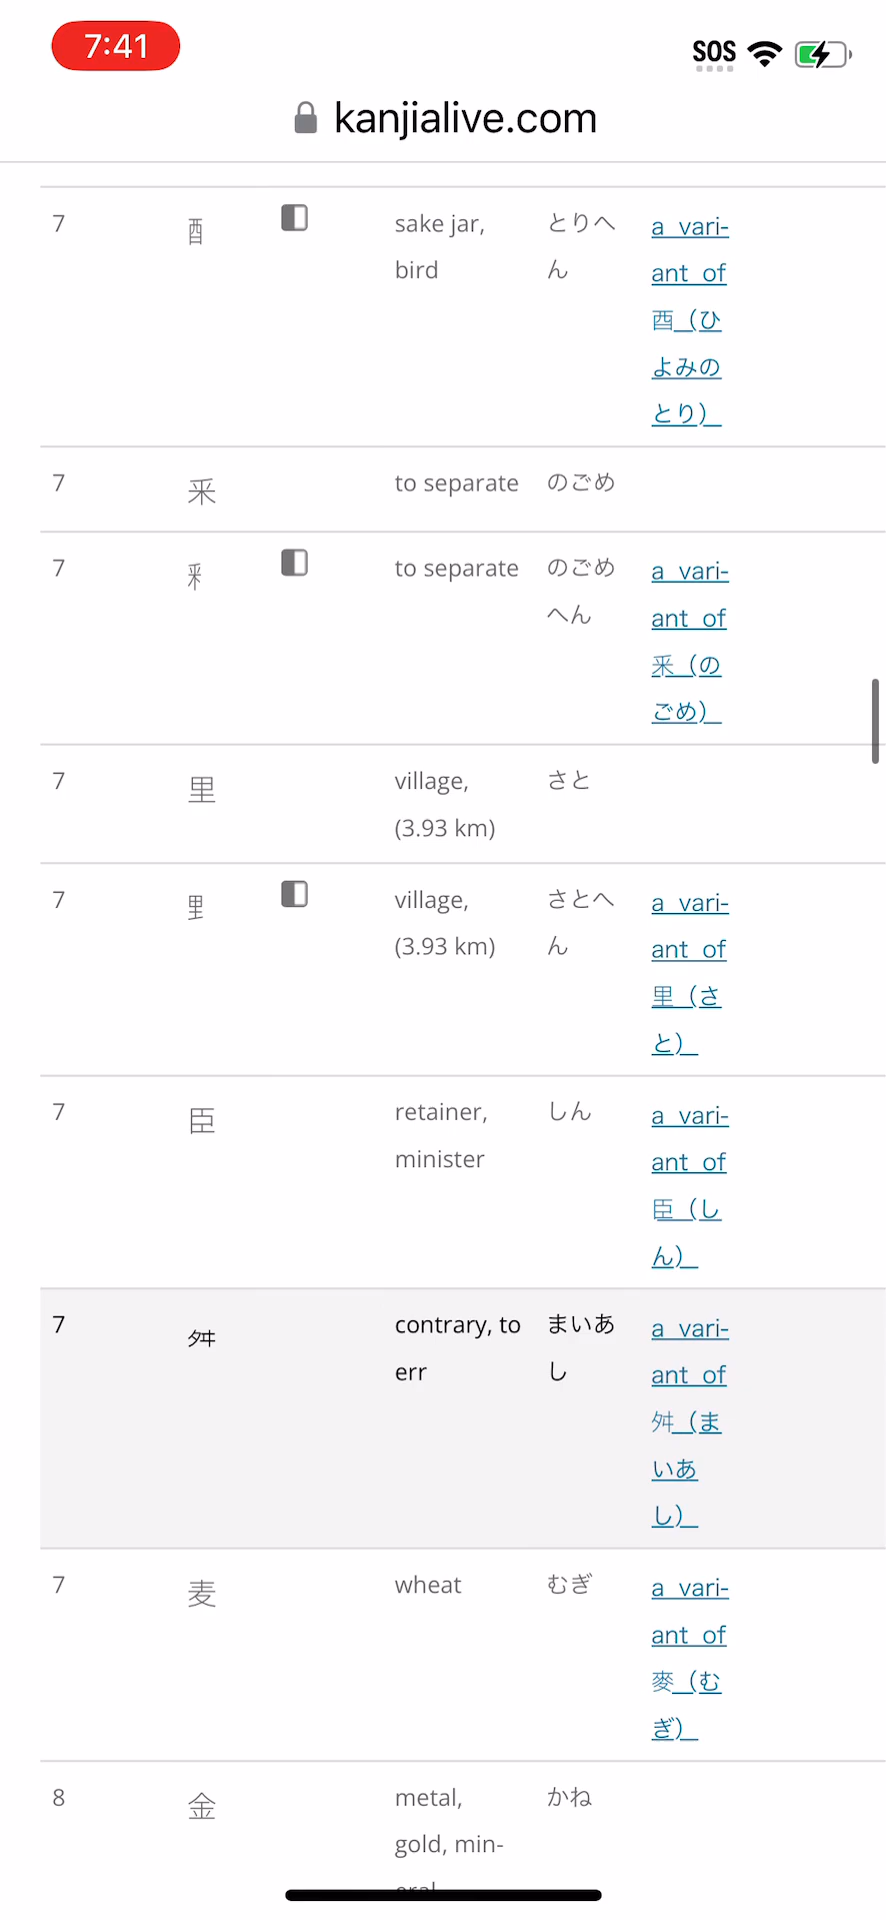 7:41
SOS
kanjialive.com
7 酉 sake jar, とりへ a vari-
bird ん ant of
酉 (ひ
よみの
とり)
7 釆 to separate のごめ
7 釆 to separate のごめ a vari-
へん ant of
釆 (の
ごめ)
7 里 village, さと
(3.93 km)
7 里 village, さとへ a vari-
(3.93 km) ん ant of
里 (さ
と)
7 臣 retainer, しん a vari-
minister ant of
臣 (し
ん)
7 舛 contrary, to まいあ a vari-
err し ant of
舛 (ま
いあ
し)
7 麦 wheat むぎ a vari-
ant of
麥 (む
ぎ)
8 金 metal, かね
gold, min-
eral